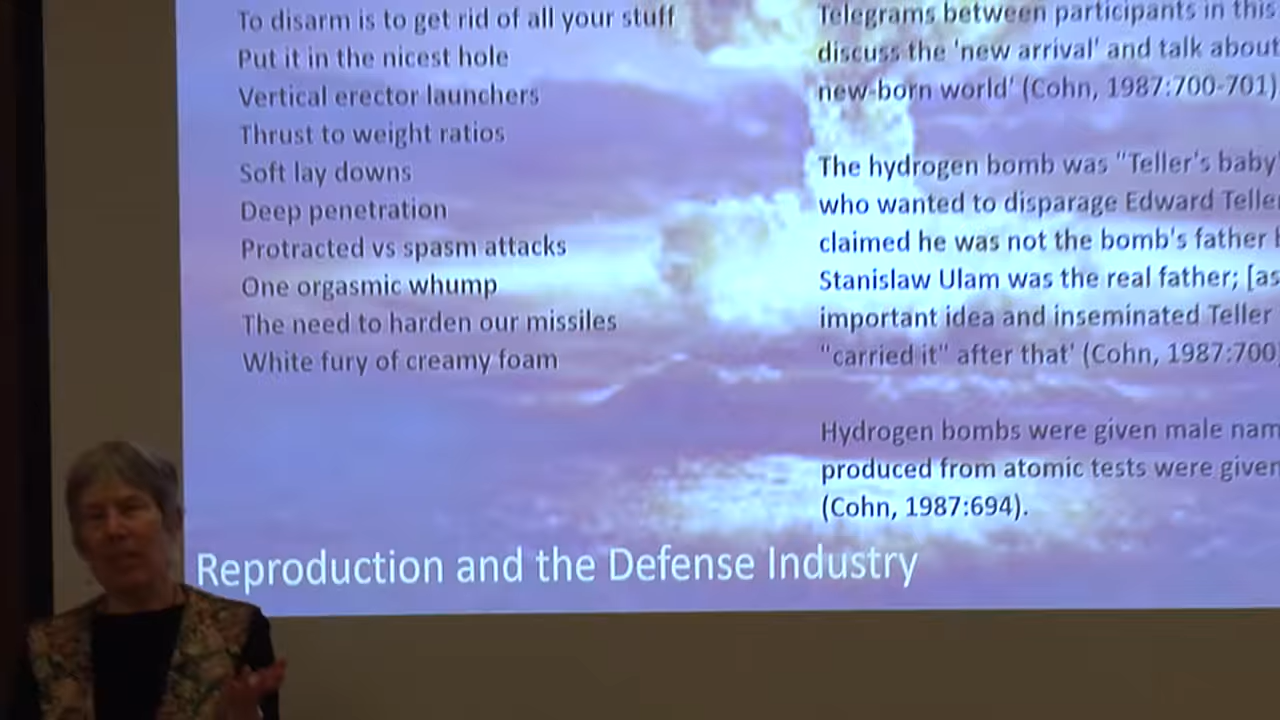 To disarm is to get rid of all your stuff
Put it in the nicest hole
Vertical erector launchers
Thrust to weight ratios
Soft lay downs
Deep penetration
Protracted vs spasm attacks
One orgasmic whump
The need to harden our missiles
White fury of creamy foam
Telegrams between participants in this
discuss the 'new arrival' and talk about
new-born world' (Cohn, 1987:700-701)
The hydrogen bomb was "Teller's baby"
who wanted to disparage Edward Teller
claimed he was not the bomb's father
Stanislaw Ulam was the real father; [as
important idea and inseminated Teller
"carried it" after that' (Cohn, 1987:700)
Hydrogen bombs were given male nam
produced from atomic tests were given
(Cohn, 1987:694).
Reproduction and the Defense Industry